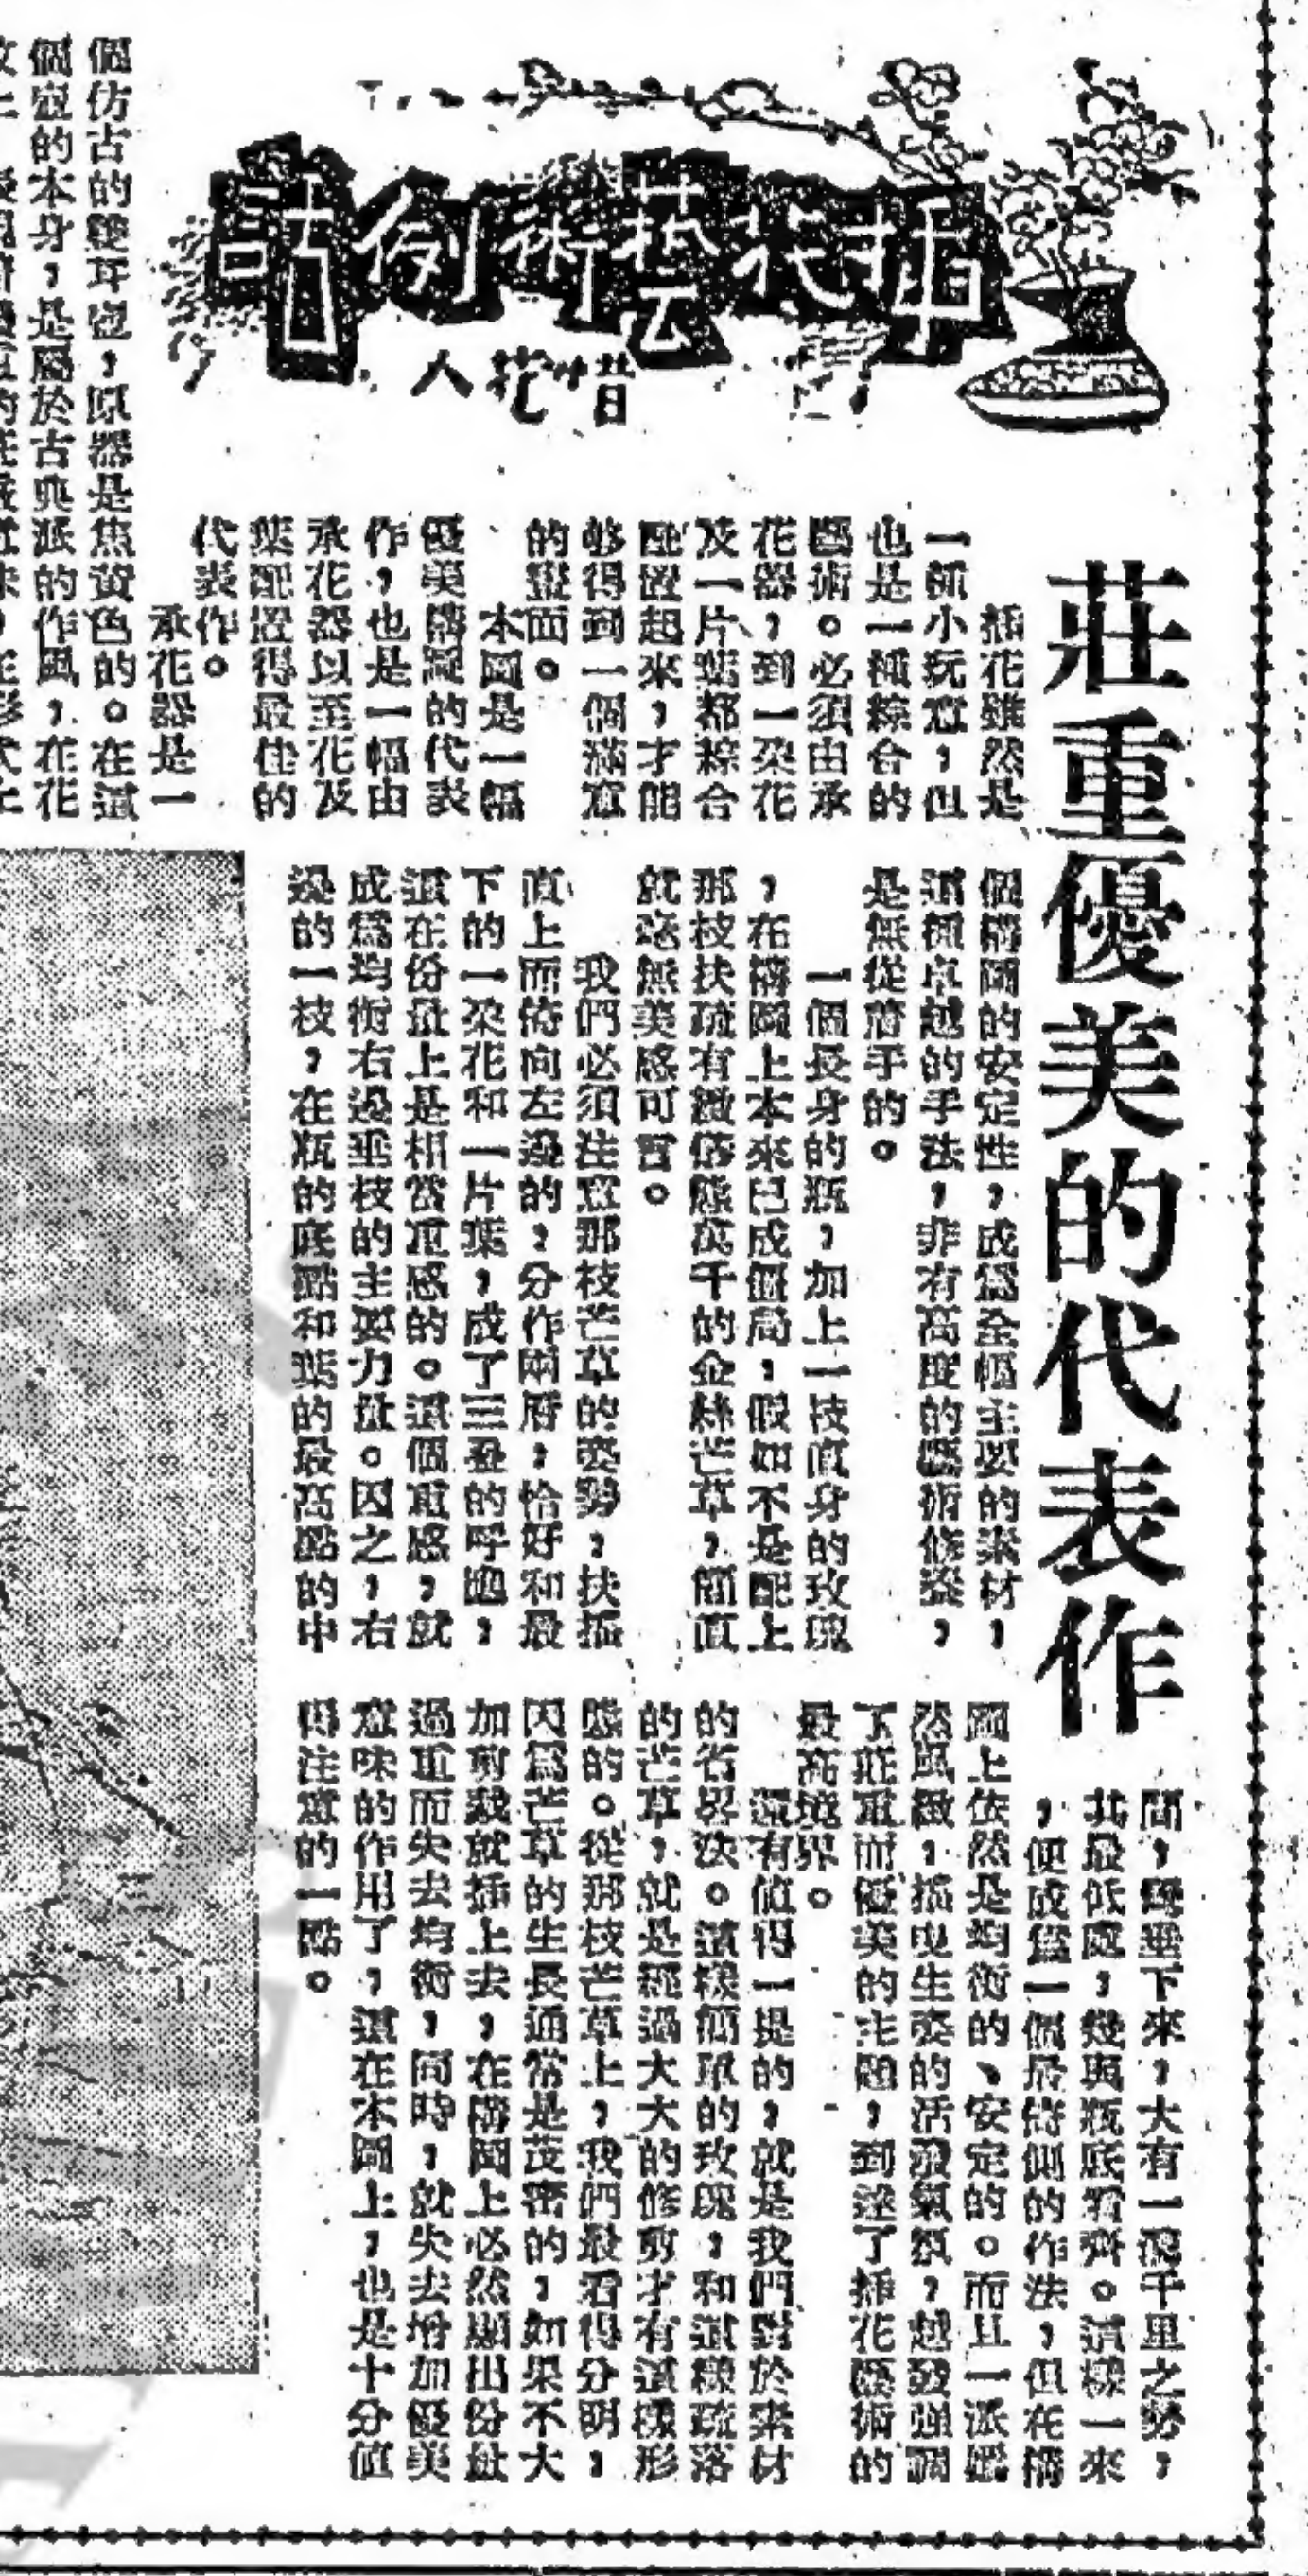 插花藝術例話
惜花人
莊重優美的代表作
插花雖然是
一種小玩意，但
也是一種綜合的
藝術。必須由承
花器，到一朶花
及一片葉都綜合
配置起來，才能
够得到一個滿意
的畫面。
本圖是一幅
優美構圖的代表
作，也是一幅由
承花器以至花及
葉配置得最佳的
代表作。
承花器是一
個仿古的雙耳壺，原器是焦黃色的。在這
個壺的本身，是屬於古典派的作風，在花
個構圖的安定性，成爲全幅主要的素材，
這種卓越的手法，非有高度的藝術修養，
是無從着手的。
一個長身的瓶，加上一枝直身的玫瑰
，在構圖上本來已成僵局，假如不是配上
那枝扶疏有緻儀態萬千的金絲芒草，簡直
就毫無美感可言。
我們必須注意那枝芒草的姿勢，扶搖
直上而倚向左邊的，分作兩層，恰好和最
下的一朶花和一片葉，成了三叠的呼應，
這在份量上是相當重感的。這個重感，就
成爲均衡右邊垂枝的主要力量。因之，右
邊的一枝，在瓶的底點和葉的最高點的中
間，斜垂下來，大有一瀉千里之勢，
其最低處，幾與瓶底看齊。這樣一來
，便成爲一個最倚側的作法，但在構
圖上依然是均衡的、安定的。而且一派嫣
然風緻，搖曳生姿的活潑氣氛，越發强調
了莊重而優美的主題，到達了插花藝術的
最高境界。
還有值得一提的，就是我們對於素材
的省略法。這樣簡單的玫瑰，和這樣疏落
的芒草，就是經過大大的修剪才有這樣形
態的。從那枝芒草上，我們最看得分明，
因爲芒草的生長通常是茂密的，如果不大
加剪裁就插上去，在構圖上必然顯出份量
過重而失去均衡，同時，就失去增加優美
意味的作用了，這在本圖上，也是十分值
得注意的一點。